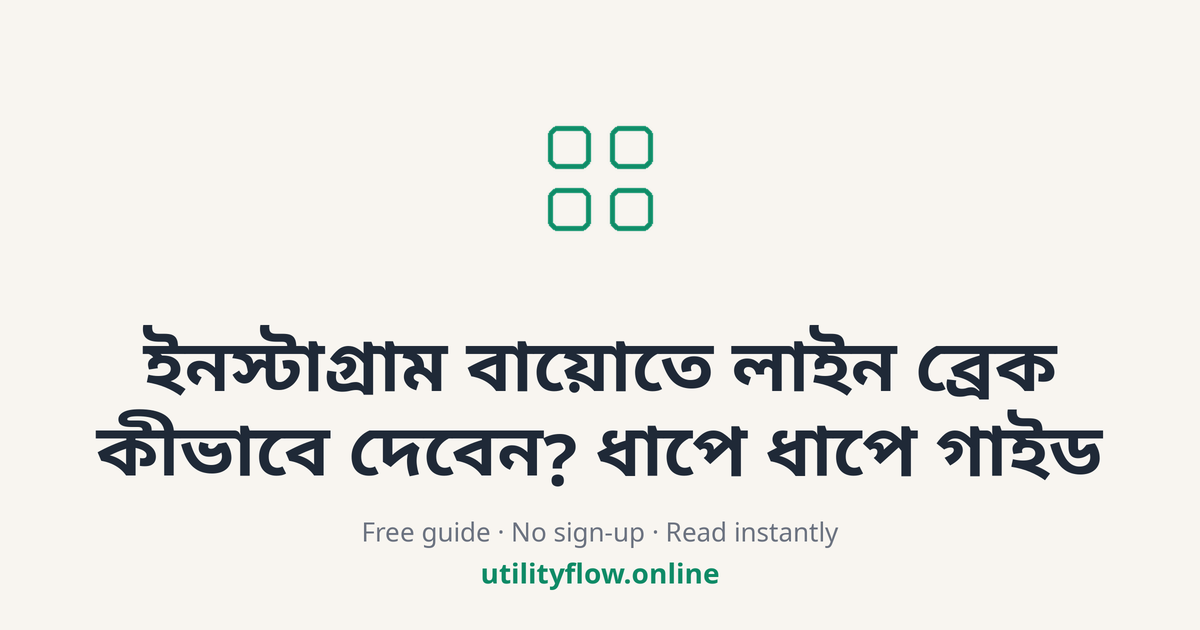 ইনস্টাগ্রাম বায়োতে লাইন ব্রেক
কীভাবে দেবেন? ধাপে ধাপে গাইড
Free guide · No sign-up · Read instantly
utilityflow.online